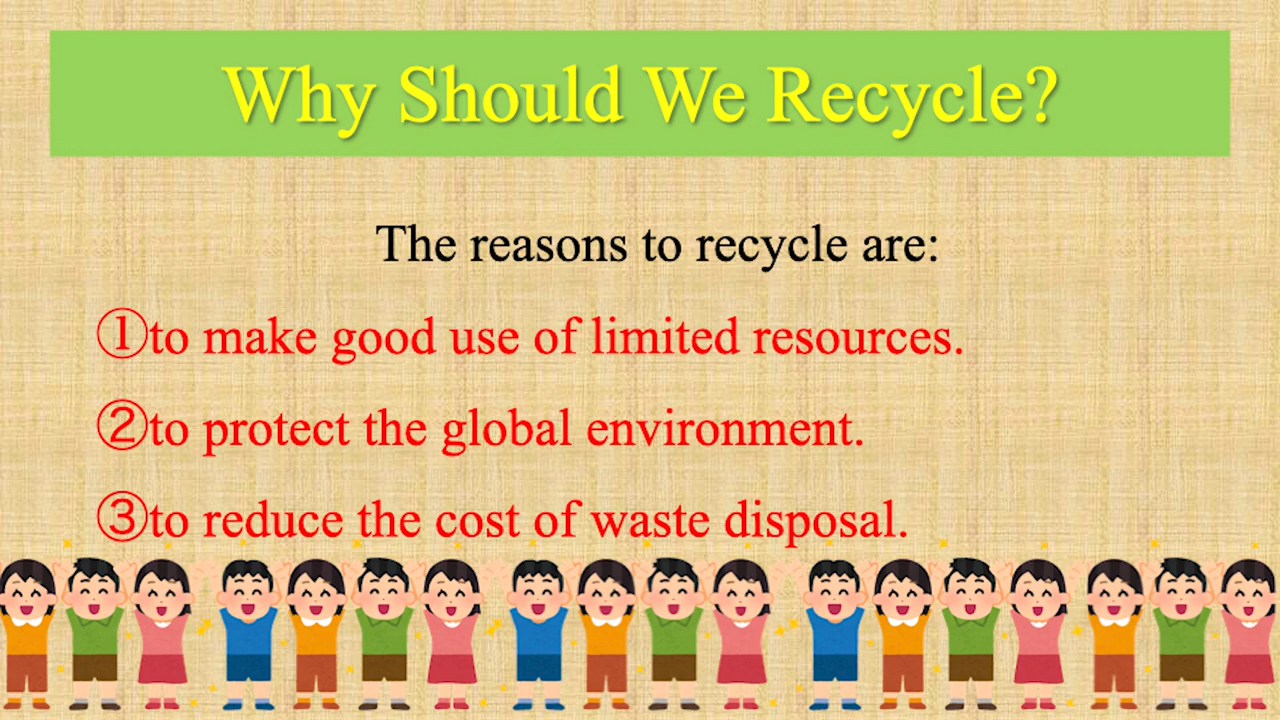 Why Should We Recycle?
The reasons to recycle are:
①to make good use of limited resources.
②to protect the global environment.
③to reduce the cost of waste disposal.